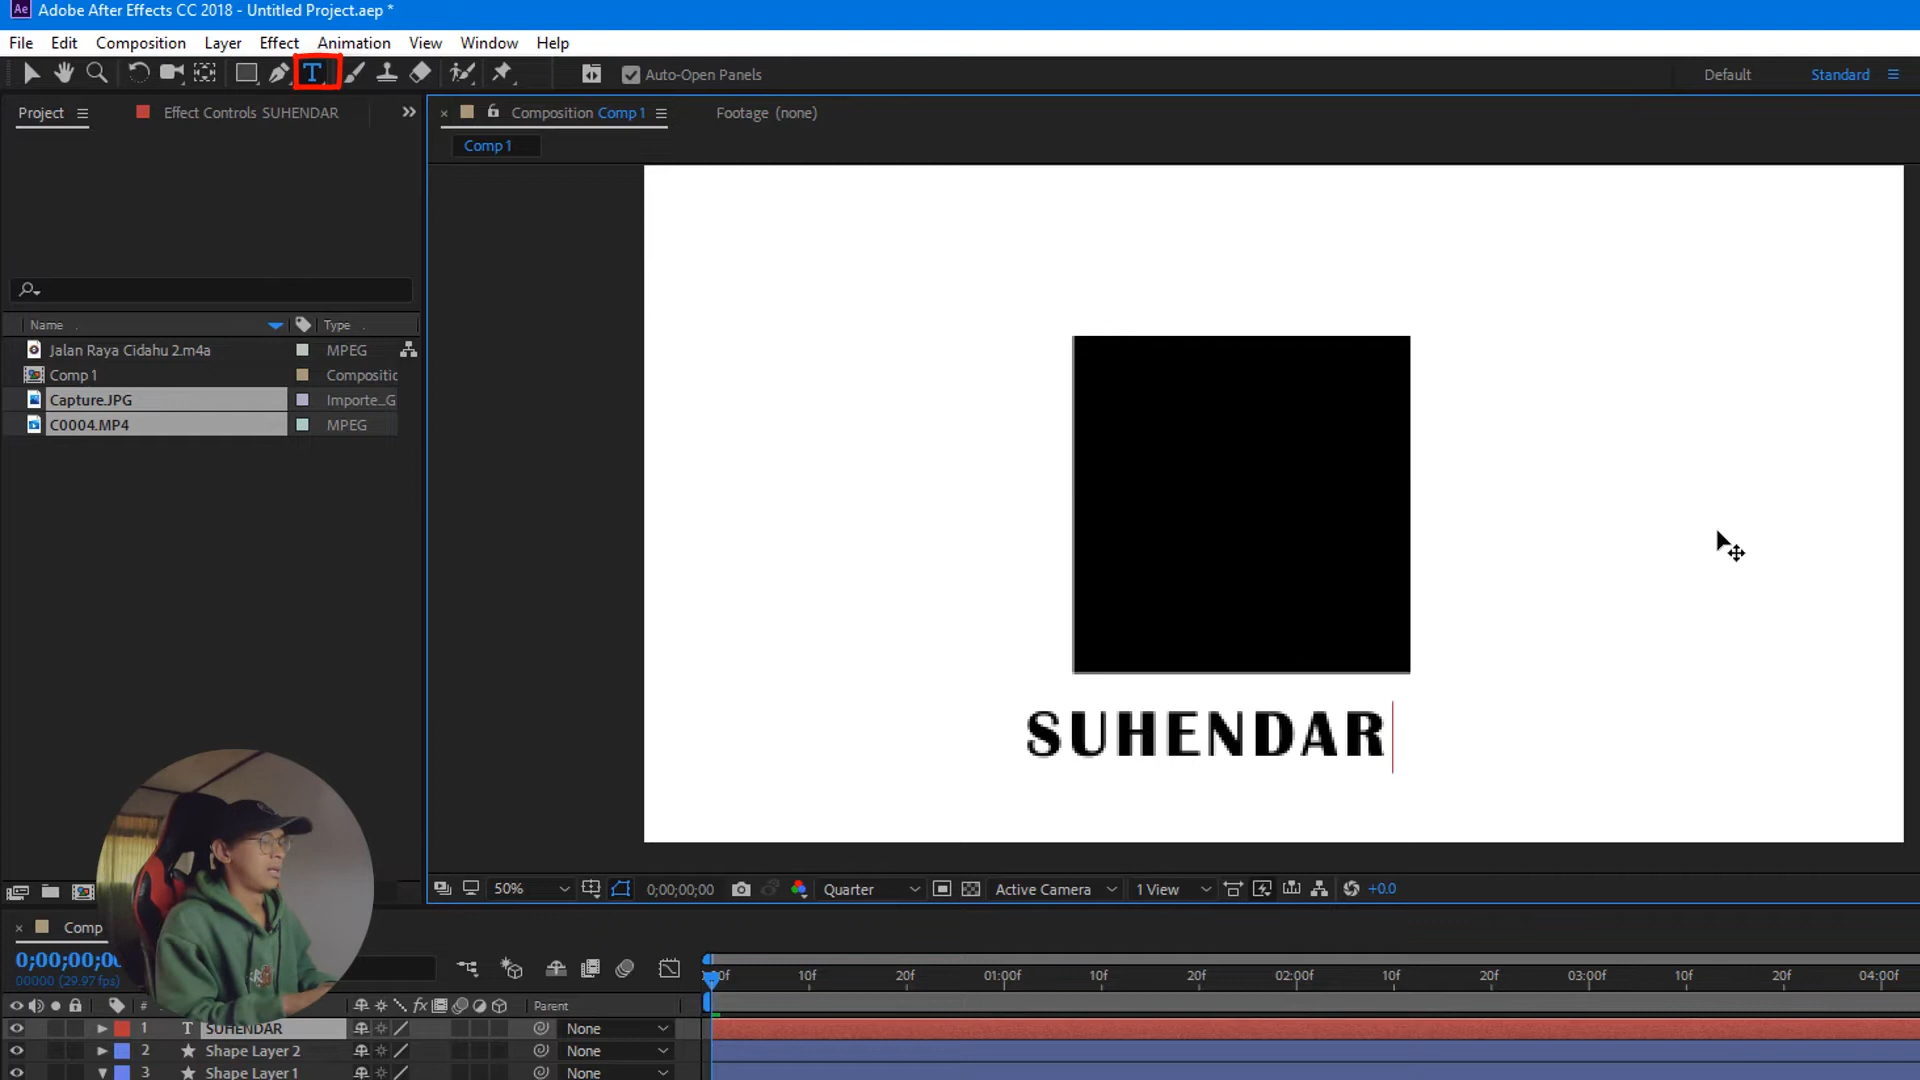 Ae Adobe After Effects CC 2018 - Untitled Project.aep *
File Edit Composition Layer Effect Animation View Window Help
T Auto-Open Panels Default Standard
Project Effect Controls SUHENDAR
Composition Comp 1 Footage (none)
Comp 1
Name Type
Jalan Raya Cidahu 2.m4a MPEG
Comp 1
Capture.JPG Importe_G
C0004.MP4 MPEG
SUHENDAR
50% 0;00;00;00 Quarter Active Camera 1 View +0.0
Comp
0;00;00;00
00000 (29.97 fps)
10f 20f 01:00f 10f 20f 02:00f 10f 20f 03:00f 10f 20f 04:00f
# fx Parent
1 T SUHENDAR None
2 Shape Layer 2 None
3 Shape Layer 1 None